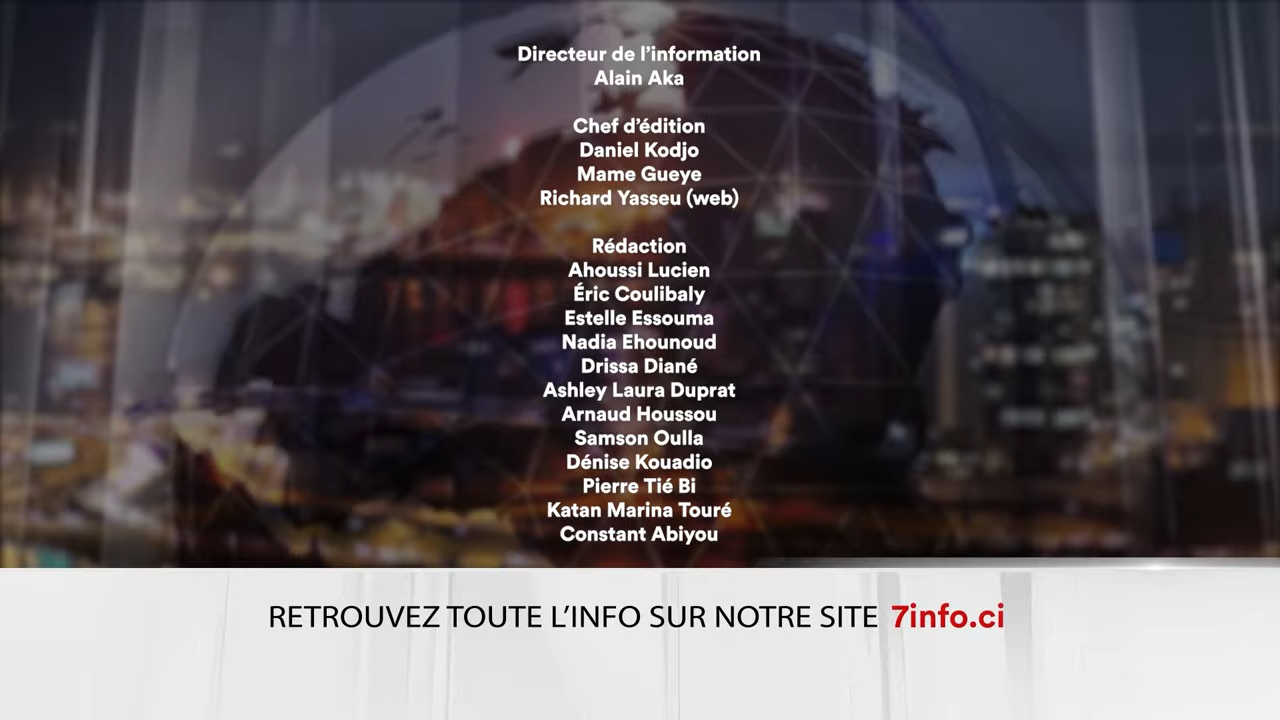 Directeur de l’information
Alain Aka
Chef d’édition
Daniel Kodjo
Mame Gueye
Richard Yasseu (web)
Rédaction
Ahoussi Lucien
Éric Coulibaly
Estelle Essouma
Nadia Ehounoud
Drissa Diané
Ashley Laura Duprat
Arnaud Houssou
Samson Oulla
Dénise Kouadio
Pierre Tié Bi
Katan Marina Touré
Constant Abiyou
RETROUVEZ TOUTE L’INFO SUR NOTRE SITE 7info.ci